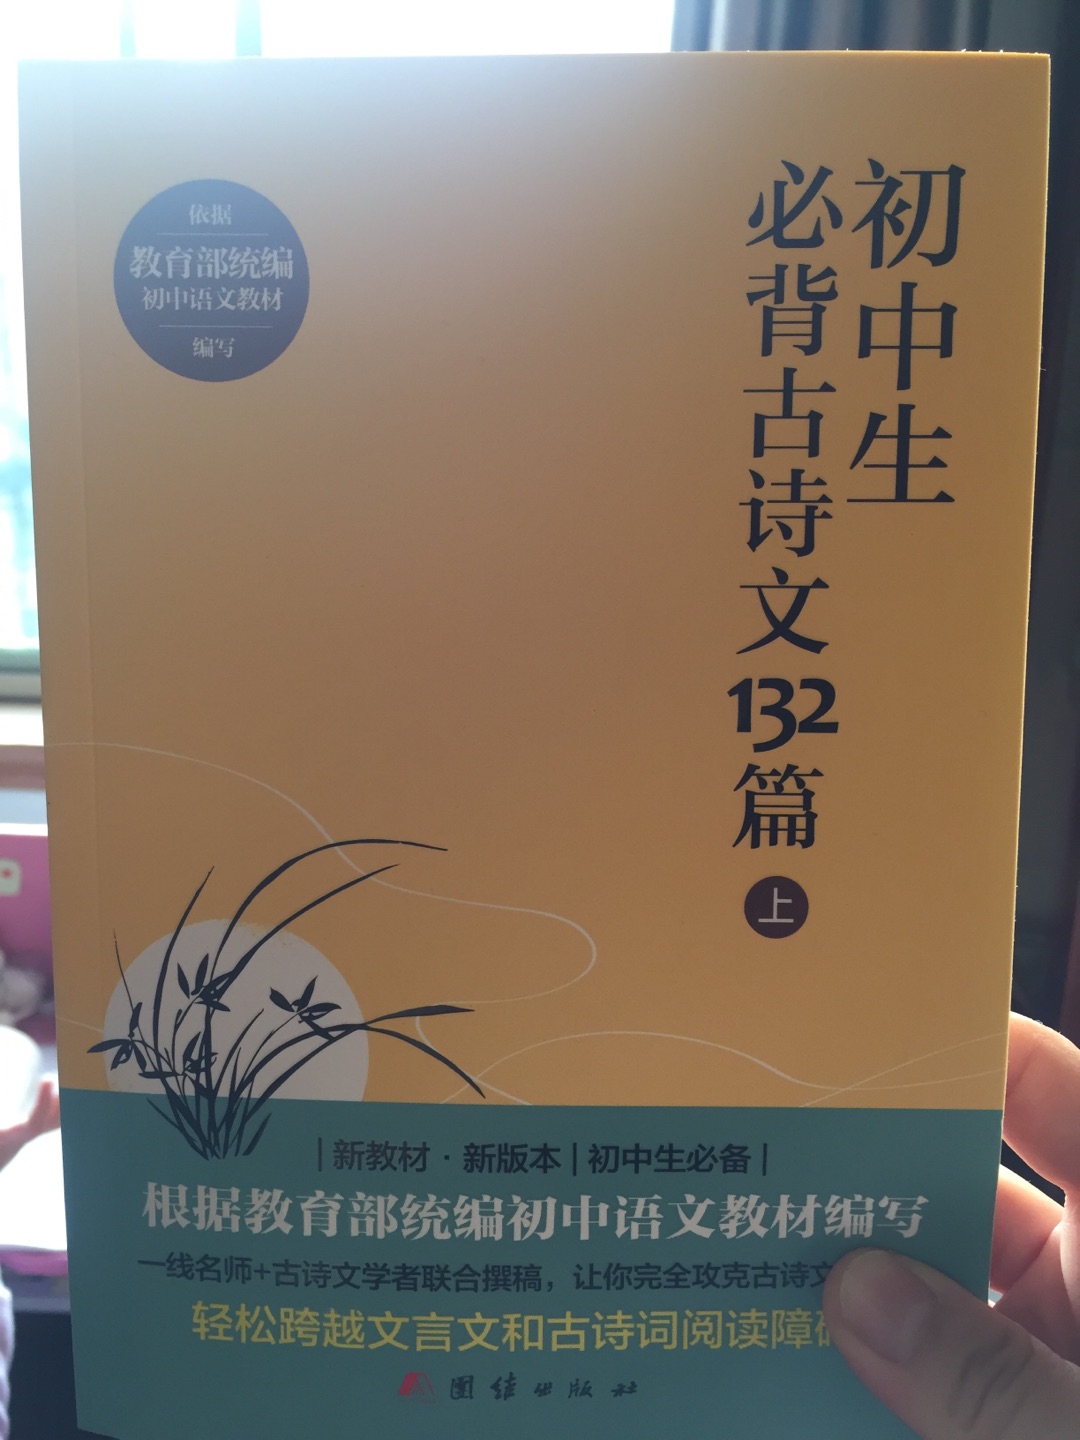 初中生
必背古诗文132篇
上
依据
教育部统编
初中语文教材
编写
|新教材·新版本|初中生必备|
根据教育部统编初中语文教材编写
一线名师+古诗文学者联合撰稿，让你完全攻克古诗文
轻松跨越文言文和古诗词阅读障碍
团结出版社